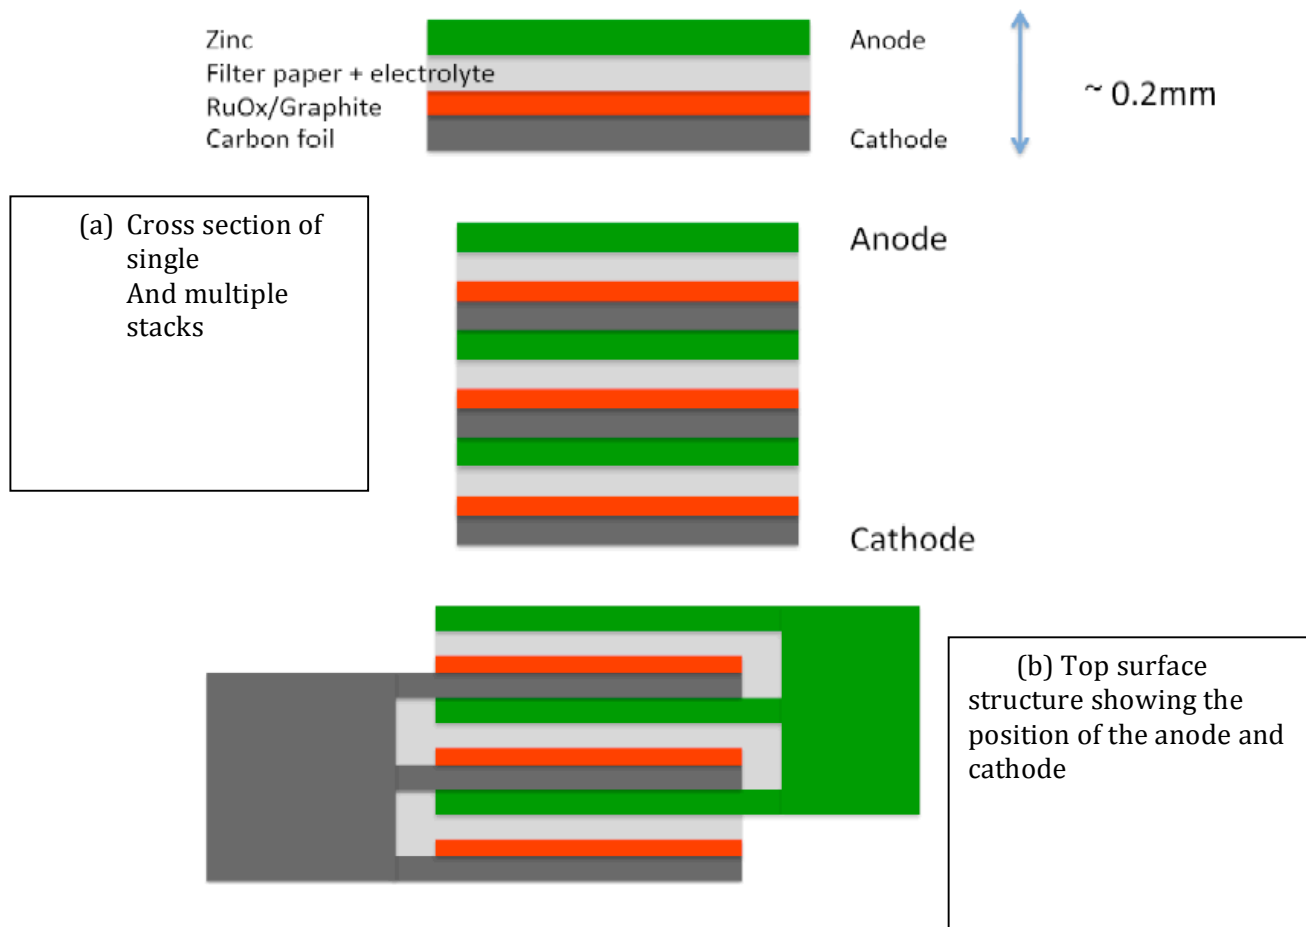 Zinc
Anode
Filter paper + electrolyte
~ 0.2mm
RuOx/Graphite
Carbon foil
Cathode
(a) Cross section of
single
And multiple
stacks
Anode
Cathode
(b) Top surface
structure showing the
position of the anode and
cathode